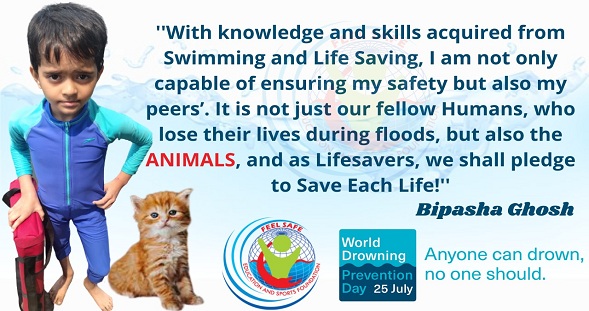 ''With knowledge and skills acquired from
Swimming and Life Saving, I am not only
capable of ensuring my safety but also my
peers’. It is not just our fellow Humans, who
lose their lives during floods, but also the
ANIMALS, and as Lifesavers, we shall pledge
to Save Each Life!''
Bipasha Ghosh
FEEL SAFE
EDUCATION AND SPORTS FOUNDATION
World
Drowning
Prevention
Day 25 July
Anyone can drown,
no one should.